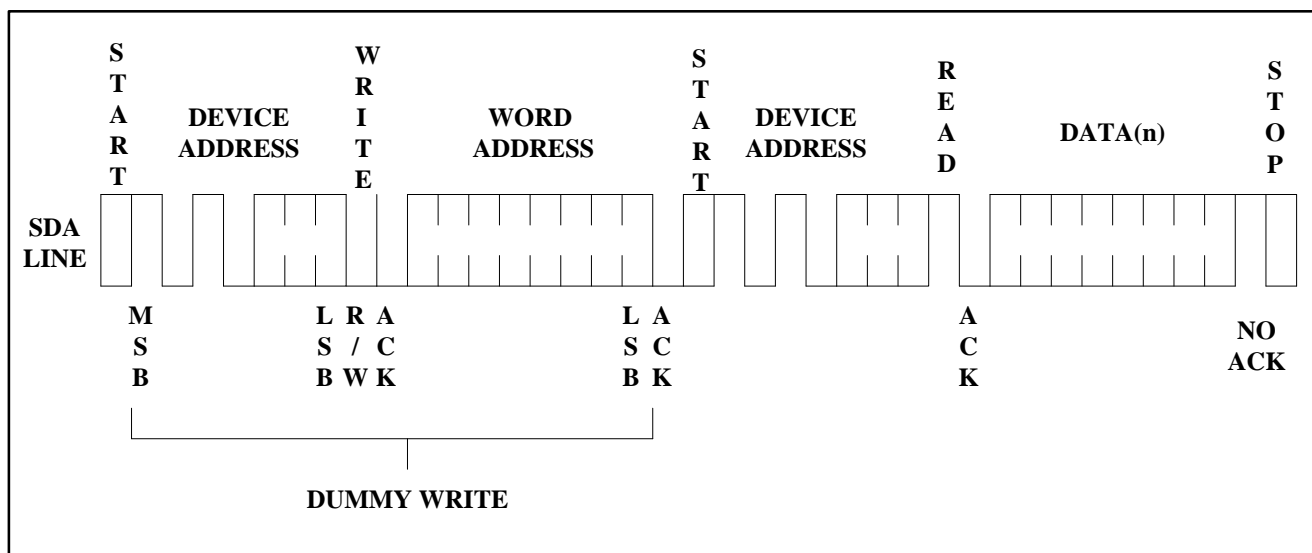 START
WRITE
START
READ
STOP
DEVICE
ADDRESS
WORD
ADDRESS
DEVICE
ADDRESS
DATA(n)
SDA
LINE
MSB
LSB
R/W
ACK
LSB
ACK
ACK
NO
ACK
DUMMY WRITE